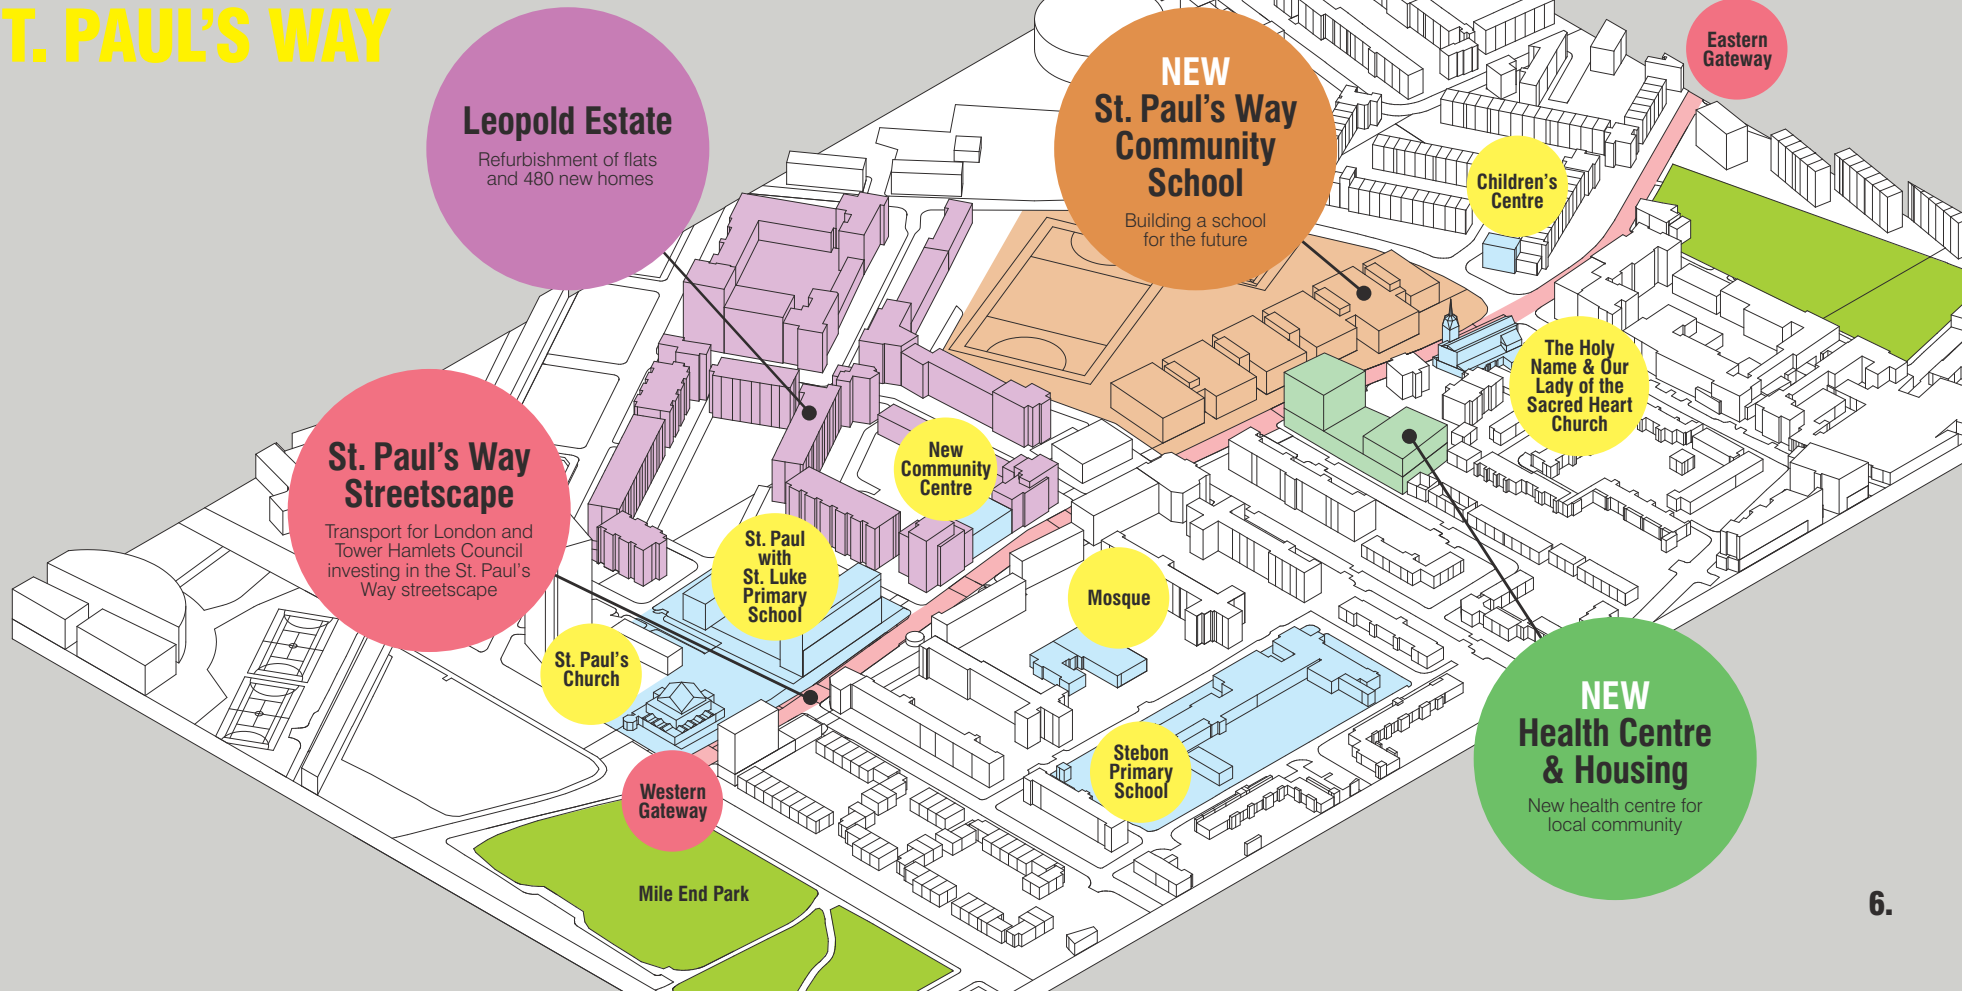 T. PAUL'S WAY
Leopold Estate
Refurbishment of flats
and 480 new homes
NEW
St. Paul's Way
Community
School
Building a school
for the future
Eastern
Gateway
Children's
Centre
The Holy
Name & Our
Lady of the
Sacred Heart
Church
St. Paul's Way
Streetscape
Transport for London and
Tower Hamlets Council
investing in the St. Paul's
Way streetscape
New
Community
Centre
St. Paul
with
St. Luke
Primary
School
Mosque
St. Paul's
Church
Stebon
Primary
School
Western
Gateway
NEW
Health Centre
& Housing
New health centre for
local community
Mile End Park
6.